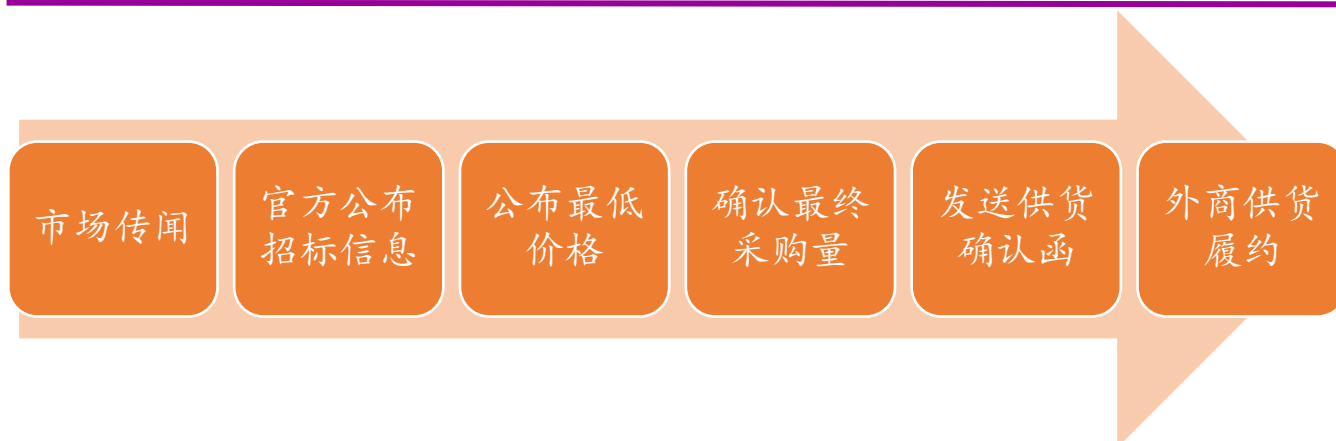 市场传闻
官方公布
招标信息
公布最低
价格
确认最终
采购量
发送供货
确认函
外商供货
履约